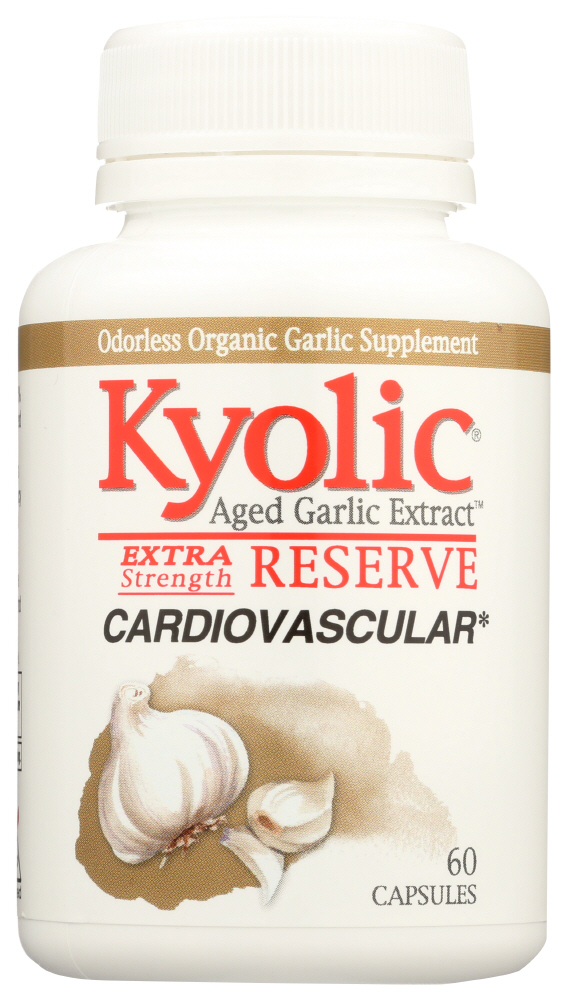 Odorless Organic Garlic Supplement
Kyolic®
Aged Garlic Extract™
EXTRA Strength RESERVE
CARDIOVASCULAR*
60
CAPSULES